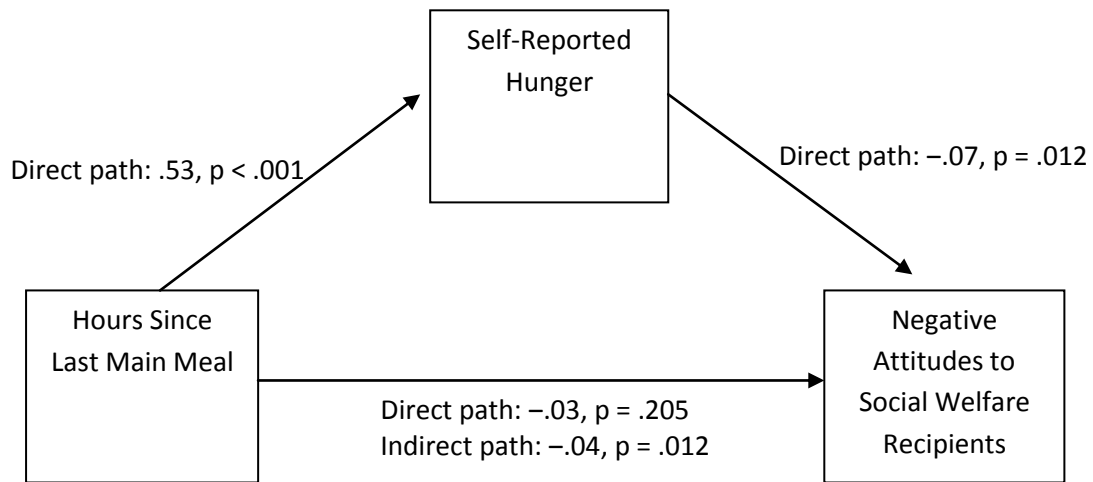 Self-Reported
Hunger
Direct path: .53, p < .001
Direct path: –.07, p = .012
Hours Since
Last Main Meal
Negative
Attitudes to
Social Welfare
Recipients
Direct path: –.03, p = .205
Indirect path: –.04, p = .012